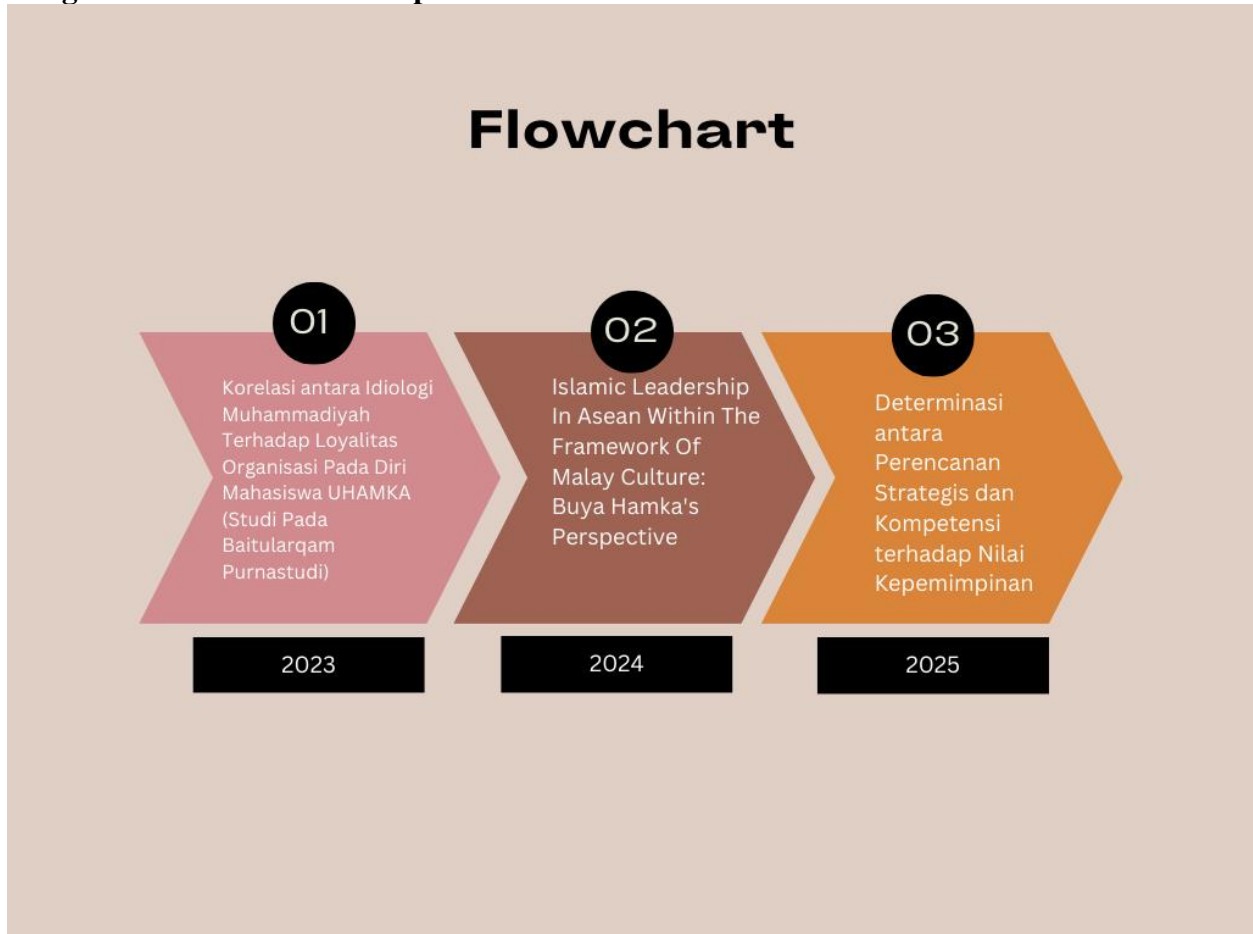 Flowchart
01
Korelasi antara Idiologi
Muhammadiyah
Terhadap Loyalitas
Organisasi Pada Diri
Mahasiswa UHAMKA
(Studi Pada
Baitularqam
Purnastudi)
2023
02
Islamic Leadership
In Asean Within The
Framework Of
Malay Culture:
Buya Hamka's
Perspective
2024
03
Determinasi
antara
Perencanan
Strategis dan
Kompetensi
terhadap Nilai
Kepemimpinan
2025